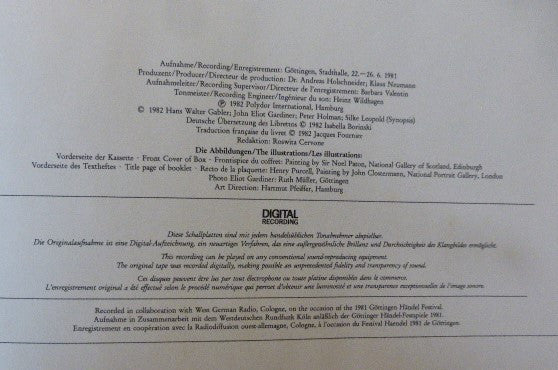 Aufnahme/Recording/Enregistrement: Göttingen, Stadthalle, 22.–26. 6. 1981
Produzent/Producer/Directeur de production: Dr. Andreas Holschneider, Klaus Neumann
Aufnahmeleiter/Recording Supervisor/Directeur de l'enregistrement: Barbara Valentin
Tonmeister/Recording Engineer/Ingénieur du son: Heinz Wildhagen
℗ 1982 Polydor International, Hamburg
© 1982 Hans Walter Gabler; John Eliot Gardiner; Peter Holman; Silke Leopold (Synopsis)
Deutsche Übersetzung des Librettos © 1982 Isabella Borinski
Traduction française du livret © 1982 Jacques Fournier
Redaktion: Roswita Cervone
Die Abbildungen/The illustrations/Les illustrations:
Vorderseite der Kassette · Front Cover of Box · Frontispice du coffret: Painting by Sir Noel Paton, National Gallery of Scotland, Edinburgh
Vorderseite des Textheftes · Title page of booklet · Recto de la plaquette: Henry Purcell, Painting by John Closterman, National Portrait Gallery, London
Photo Eliot Gardiner: Ruth Müller, Göttingen
Art Direction: Hartmut Pfeiffer, Hamburg
DIGITAL
RECORDING
Diese Schallplatten sind mit jedem handelsüblichen Tonabnehmer abspielbar.
Die Originalaufnahme ist eine Digital-Aufzeichnung, ein neuartiges Verfahren, das eine außergewöhnliche Brillanz und Durchsichtigkeit des Klangbildes ermöglicht.
This recording can be played on any conventional sound-reproducing equipment.
The original tape was recorded digitally, making possible an unprecedented fidelity and transparency of sound.
Ces disques peuvent être lus par tout électrophone ou toute platine disponibles dans le commerce.
L'enregistrement original a été effectué selon le procédé numérique qui permet d'obtenir une luminosité et une transparence exceptionnelles de l'image sonore.
Recorded in collaboration with West German Radio, Cologne, on the occasion of the 1981 Göttingen Händel Festival.
Aufnahme in Zusammenarbeit mit dem Westdeutschen Rundfunk Köln anläßlich der Göttinger Händel-Festspiele 1981.
Enregistrement en coopération avec la Radiodiffusion ouest-allemande, Cologne, à l'occasion du Festival Haendel 1981 de Göttingen.